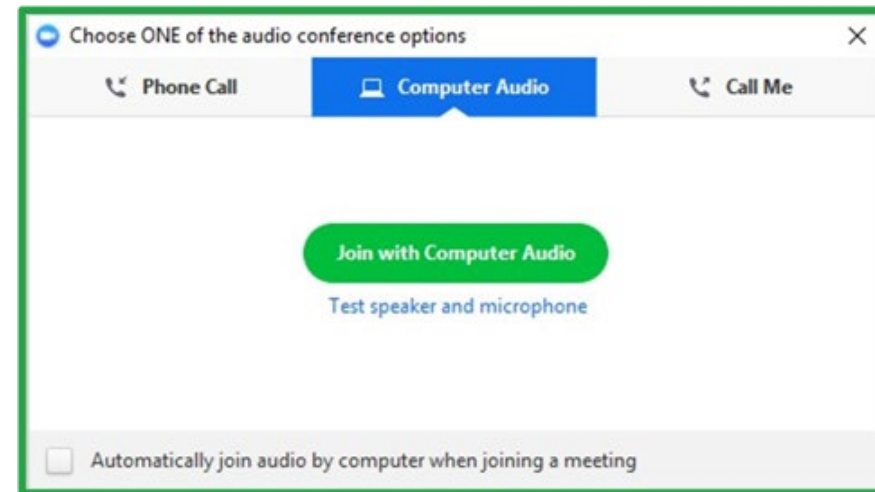 Choose ONE of the audio conference options
Phone Call
Computer Audio
Call Me
Join with Computer Audio
Test speaker and microphone
Automatically join audio by computer when joining a meeting